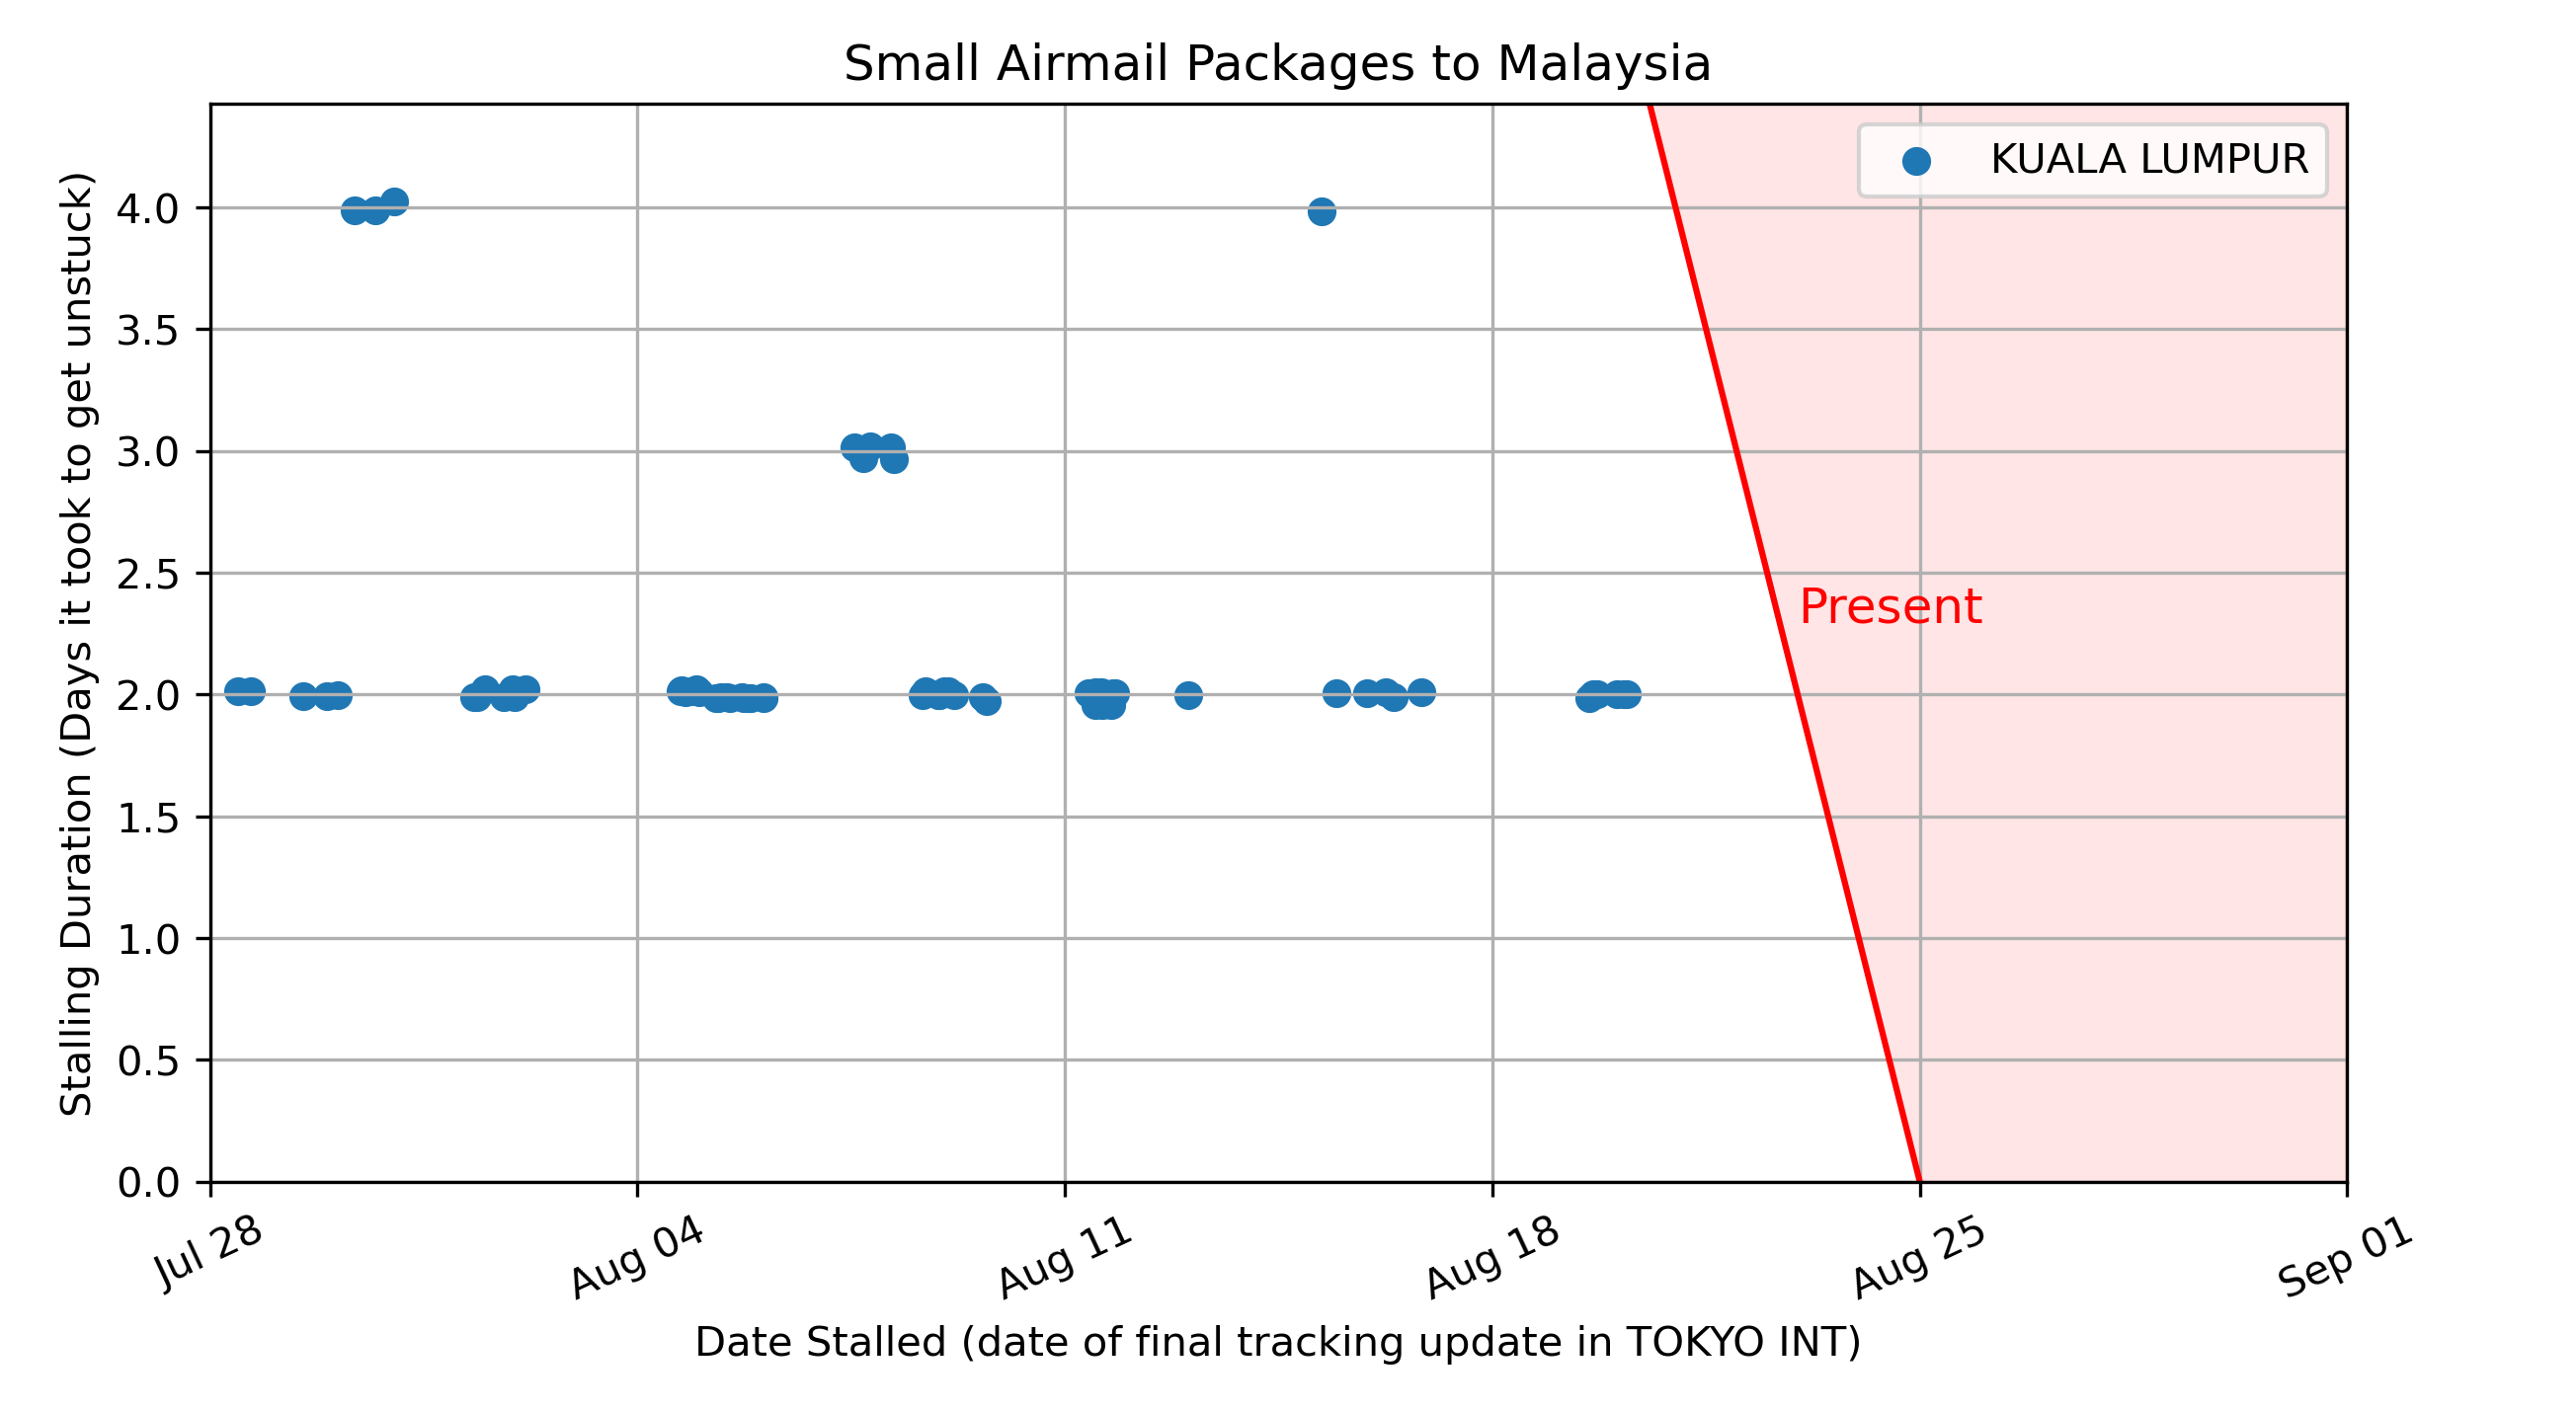 Small Airmail Packages to Malaysia
KUALA LUMPUR
Stalling Duration (Days it took to get unstuck)
4.0
3.5
3.0
2.5
2.0
1.5
1.0
0.5
0.0
Present
Jul 28
Aug 04
Aug 11
Aug 18
Aug 25
Sep 01
Date Stalled (date of final tracking update in TOKYO INT)